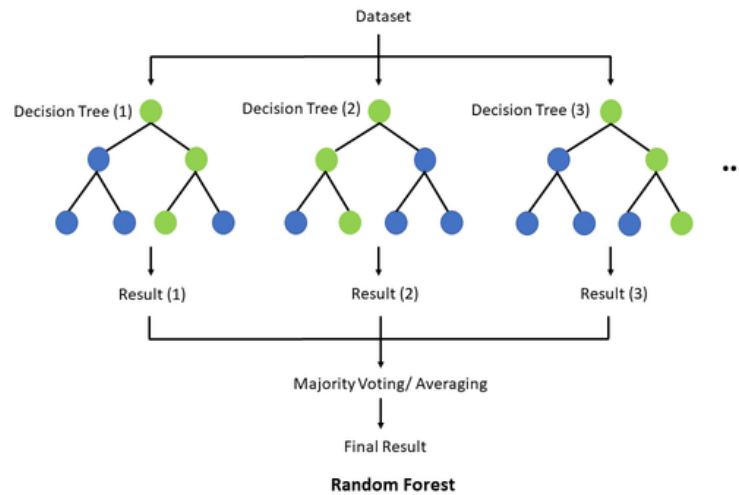 Dataset
Decision Tree (1)
Decision Tree (2)
Decision Tree (3)
...
Result (1)
Result (2)
Result (3)
Majority Voting/ Averaging
Final Result
Random Forest